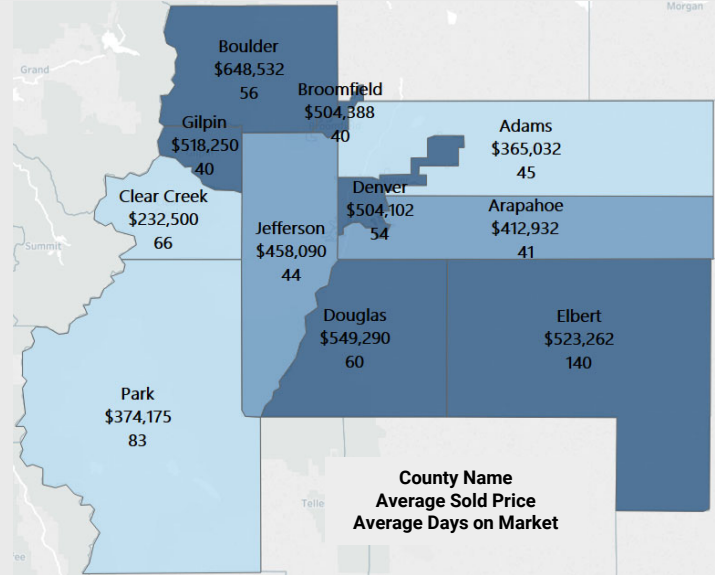 Morgan
Boulder
$648,532
56
Grand
Broomfield
$504,388
40
Gilpin
$518,250
40
Adams
$365,032
45
Clear Creek
$232,500
66
Denver
$504,102
54
Arapahoe
$412,932
41
Jefferson
$458,090
44
Summit
Douglas
$549,290
60
Elbert
$523,262
140
Park
$374,175
83
County Name
Average Sold Price
Average Days on Market
Telle
ee